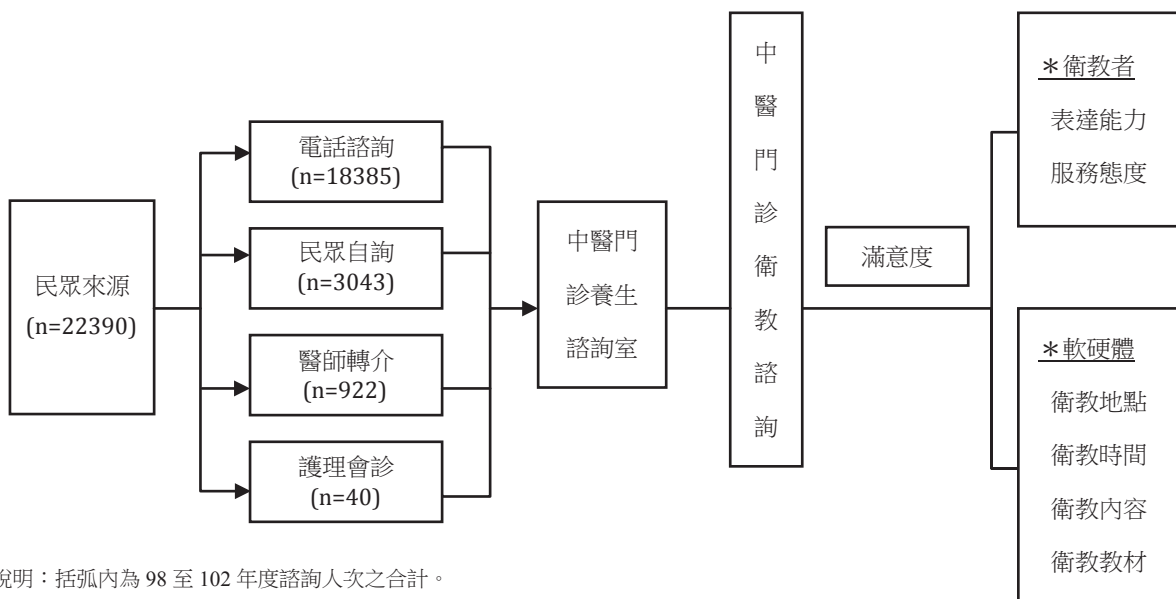 民眾來源
(n=22390)
電話諮詢
(n=18385)
民眾自詢
(n=3043)
醫師轉介
(n=922)
護理會診
(n=40)
中醫門
診養生
諮詢室
中
醫
門
診
衛
教
諮
詢
滿意度
＊衛教者
表達能力
服務態度
＊軟硬體
衛教地點
衛教時間
衛教內容
衛教教材
說明：括弧內為 98 至 102 年度諮詢人次之合計。